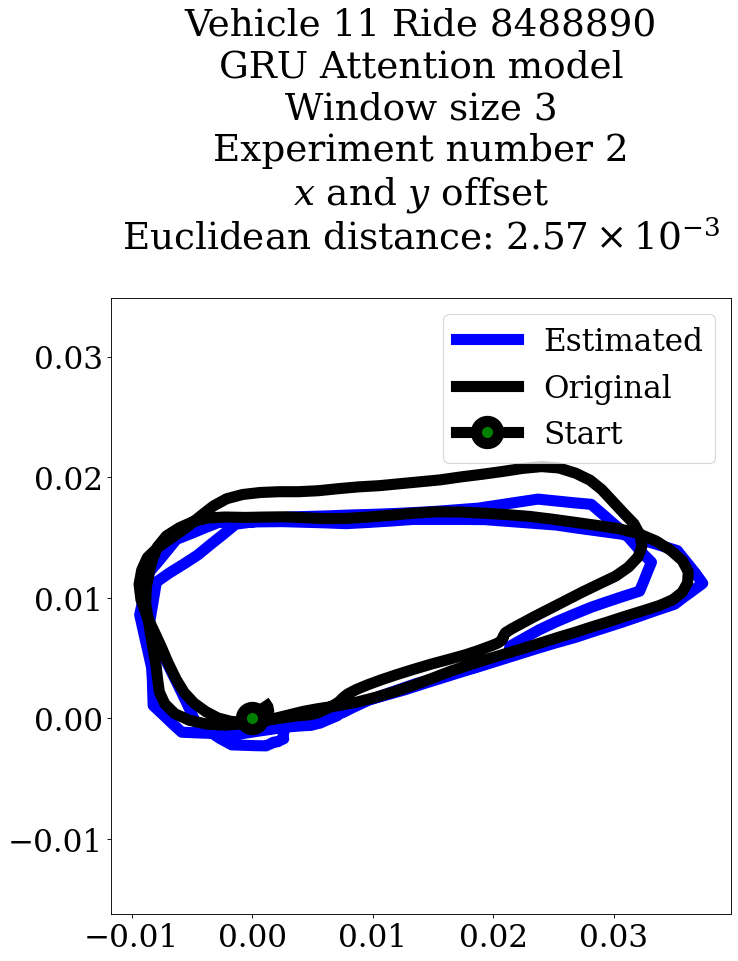 Vehicle 11 Ride 8488890
GRU Attention model
Window size 3
Experiment number 2
x and y offset
Euclidean distance: 2.57 × 10⁻³
Estimated
Original
Start
0.03
0.02
0.01
0.00
−0.01
−0.01 0.00 0.01 0.02 0.03